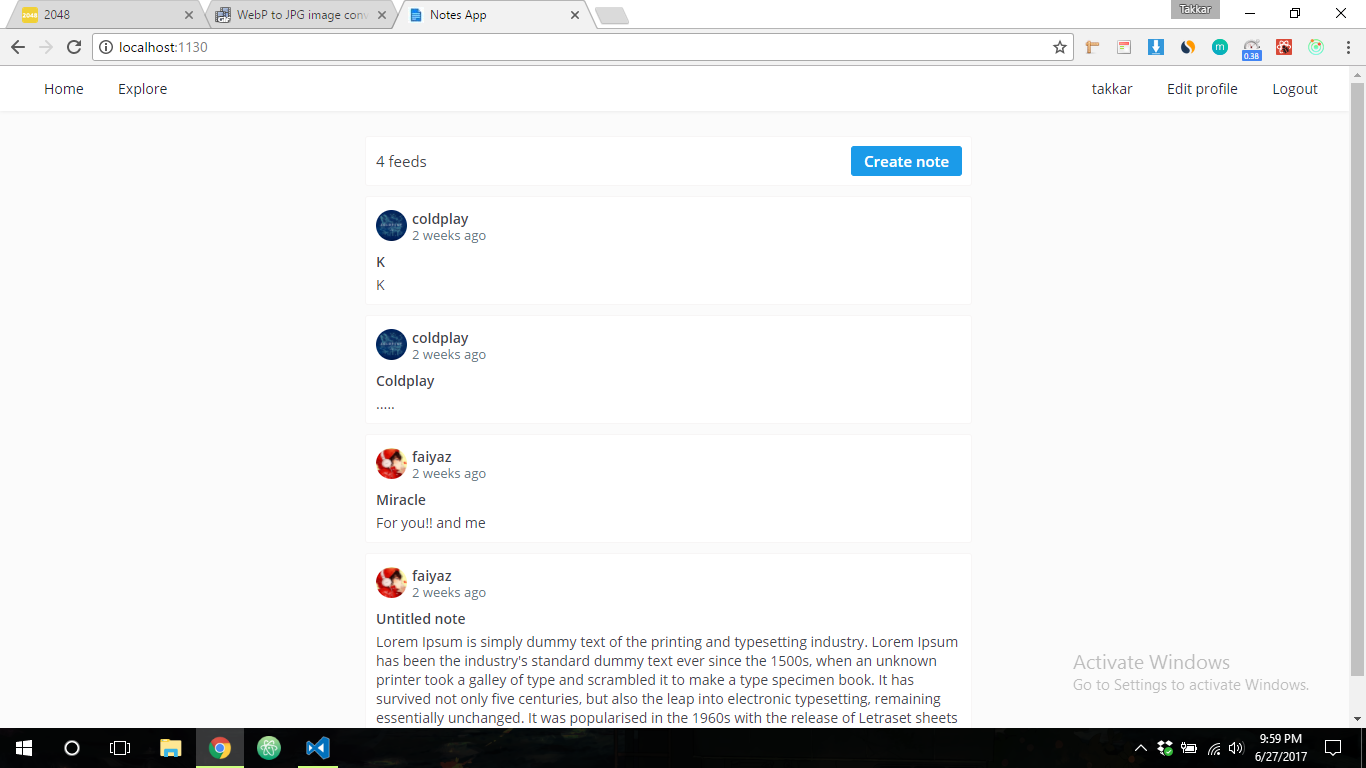 2048 2048
WebP to JPG image conv
Notes App
Takkar
localhost:1130
m
0.38
Home Explore takkar Edit profile Logout
4 feeds Create note
coldplay
2 weeks ago
K
K
coldplay
2 weeks ago
Coldplay
.....
faiyaz
2 weeks ago
Miracle
For you!! and me
faiyaz
2 weeks ago
Untitled note
Lorem Ipsum is simply dummy text of the printing and typesetting industry. Lorem Ipsum
has been the industry's standard dummy text ever since the 1500s, when an unknown
printer took a galley of type and scrambled it to make a type specimen book. It has
survived not only five centuries, but also the leap into electronic typesetting, remaining
essentially unchanged. It was popularised in the 1960s with the release of Letraset sheets
Activate Windows
Go to Settings to activate Windows.
9:59 PM
6/27/2017